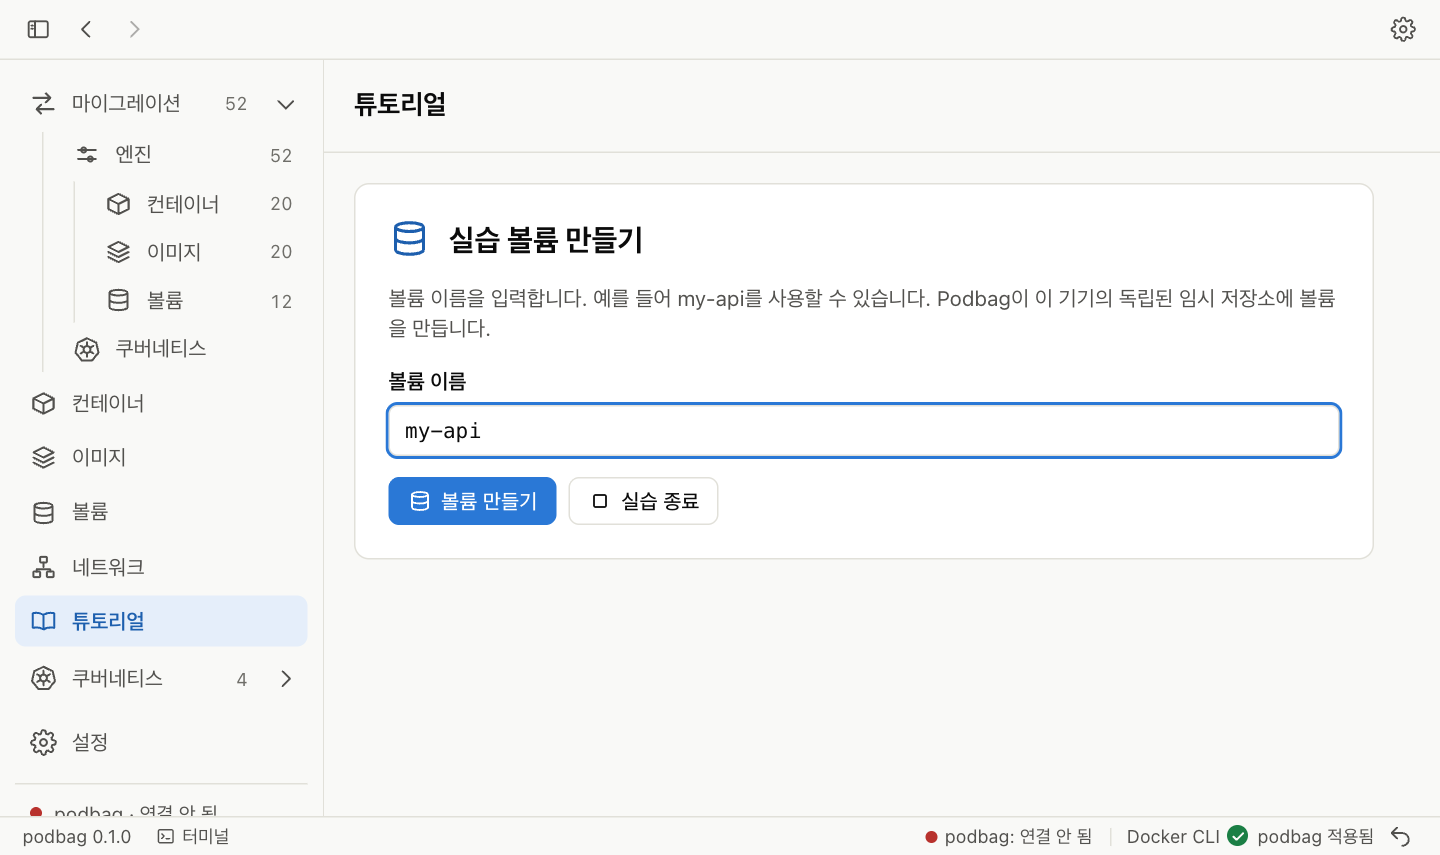 마이그레이션 52
엔진 52
컨테이너 20
이미지 20
볼륨 12
쿠버네티스
컨테이너
이미지
볼륨
네트워크
튜토리얼
쿠버네티스 4
설정
podbag · 연결 안 됨
튜토리얼
실습 볼륨 만들기
볼륨 이름을 입력합니다. 예를 들어 my-api를 사용할 수 있습니다. Podbag이 이 기기의 독립된 임시 저장소에 볼륨
을 만듭니다.
볼륨 이름
my-api
볼륨 만들기 실습 종료
podbag 0.1.0 터미널 podbag: 연결 안 됨 Docker CLI podbag 적용됨